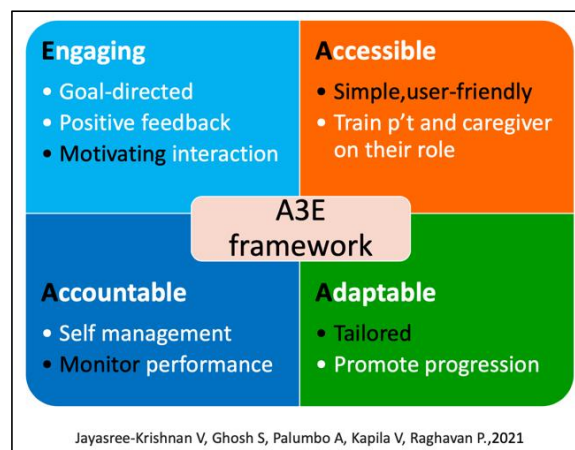 Engaging
• Goal-directed
• Positive feedback
• Motivating interaction
Accessible
• Simple,user-friendly
• Train p't and caregiver
on their role
A3E
framework
Accountable
• Self management
• Monitor performance
Adaptable
• Tailored
• Promote progression
Jayasree-Krishnan V, Ghosh S, Palumbo A, Kapila V, Raghavan P.,2021